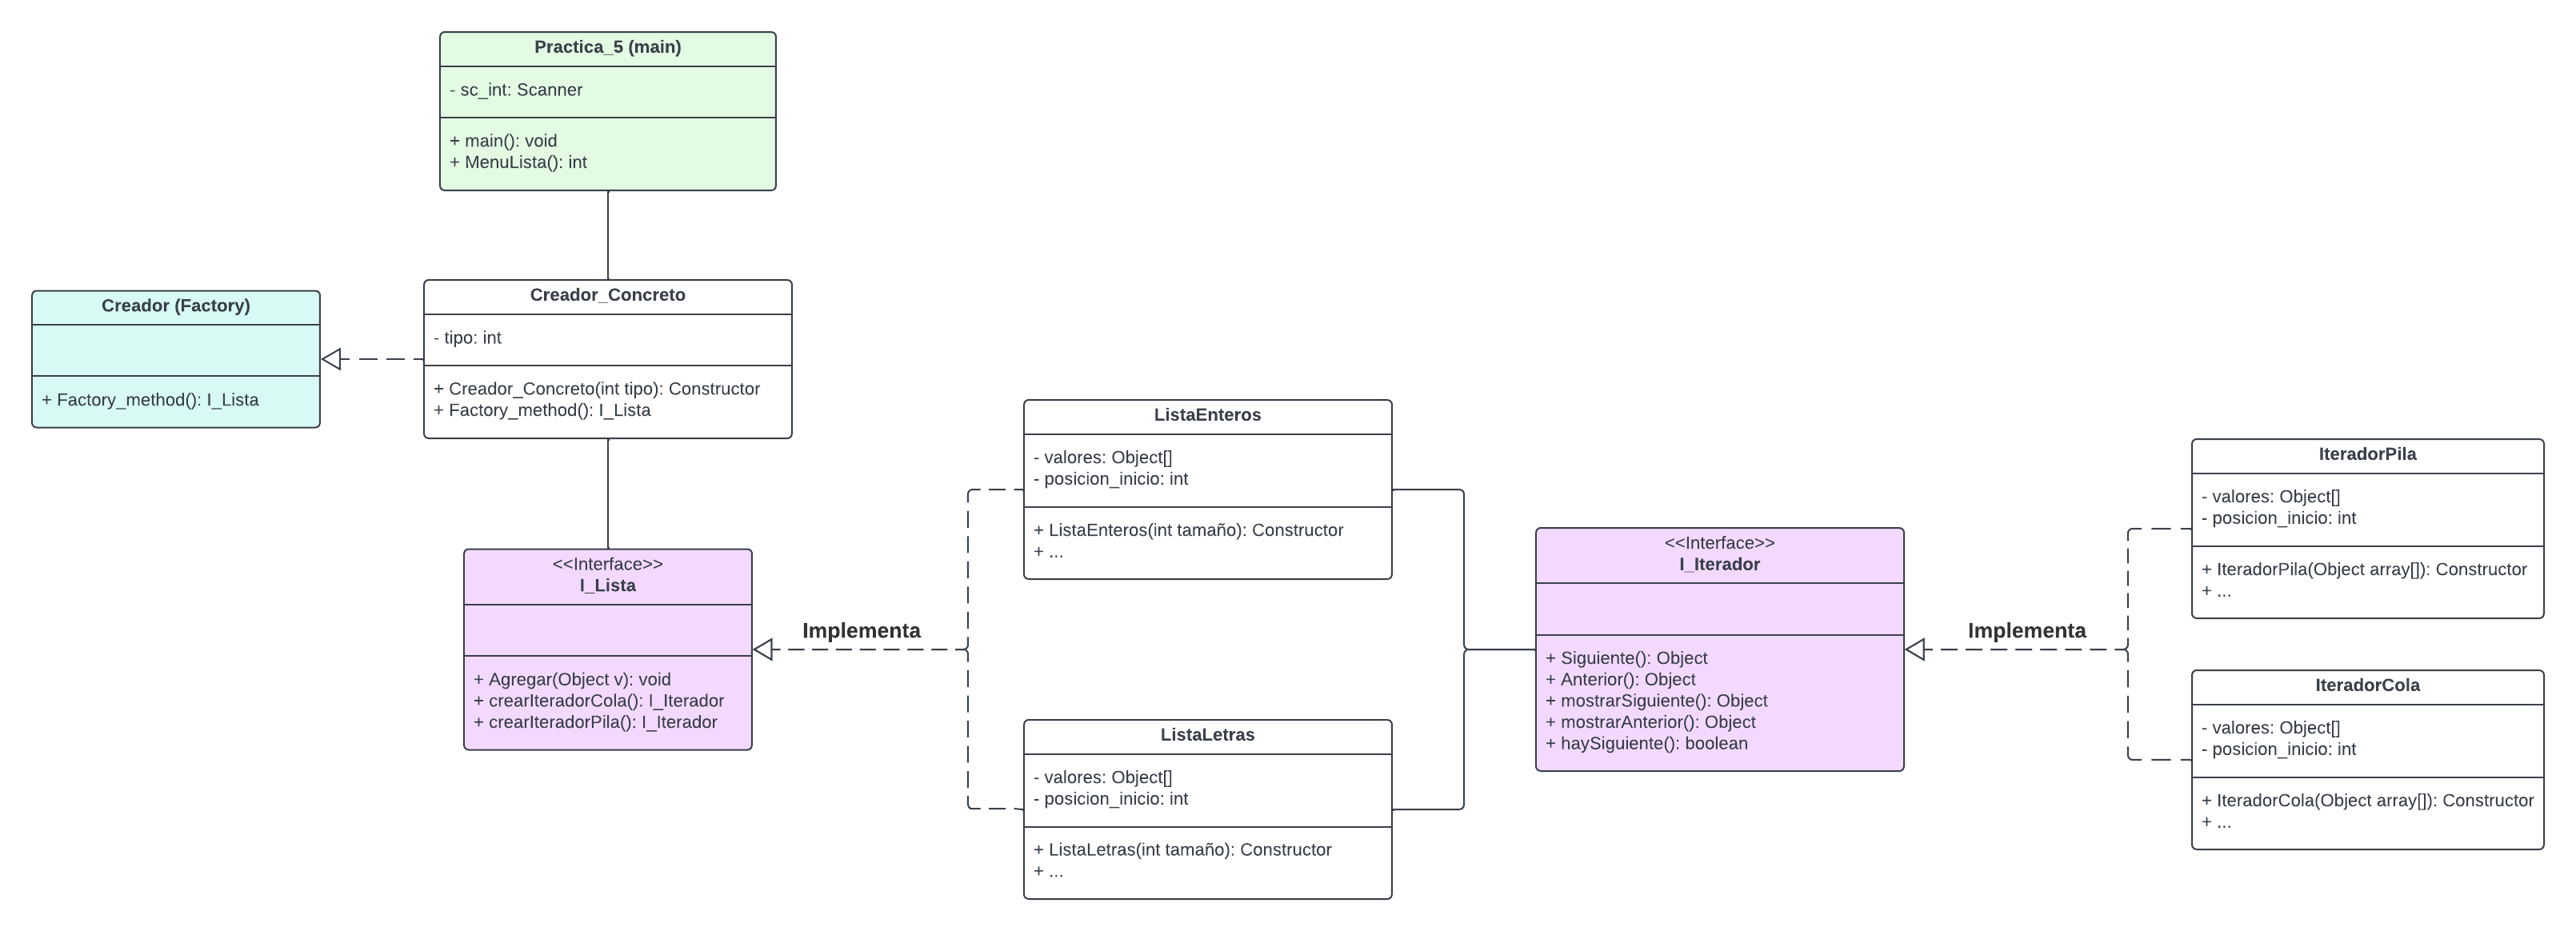 Practica_5 (main)
- sc_int: Scanner
+ main(): void
+ MenuLista(): int
Creador (Factory)
+ Factory_method(): I_Lista
Creador_Concreto
- tipo: int
+ Creador_Concreto(int tipo): Constructor
+ Factory_method(): I_Lista
<<Interface>>
I_Lista
+ Agregar(Object v): void
+ crearIteradorCola(): I_Iterador
+ crearIteradorPila(): I_Iterador
Implementa
ListaEnteros
- valores: Object[]
- posicion_inicio: int
+ ListaEnteros(int tamaño): Constructor
+ ...
ListaLetras
- valores: Object[]
- posicion_inicio: int
+ ListaLetras(int tamaño): Constructor
+ ...
<<Interface>>
I_Iterador
+ Siguiente(): Object
+ Anterior(): Object
+ mostrarSiguiente(): Object
+ mostrarAnterior(): Object
+ haySiguiente(): boolean
Implementa
IteradorPila
- valores: Object[]
- posicion_inicio: int
+ IteradorPila(Object array[]): Constructor
+ ...
IteradorCola
- valores: Object[]
- posicion_inicio: int
+ IteradorCola(Object array[]): Constructor
+ ...